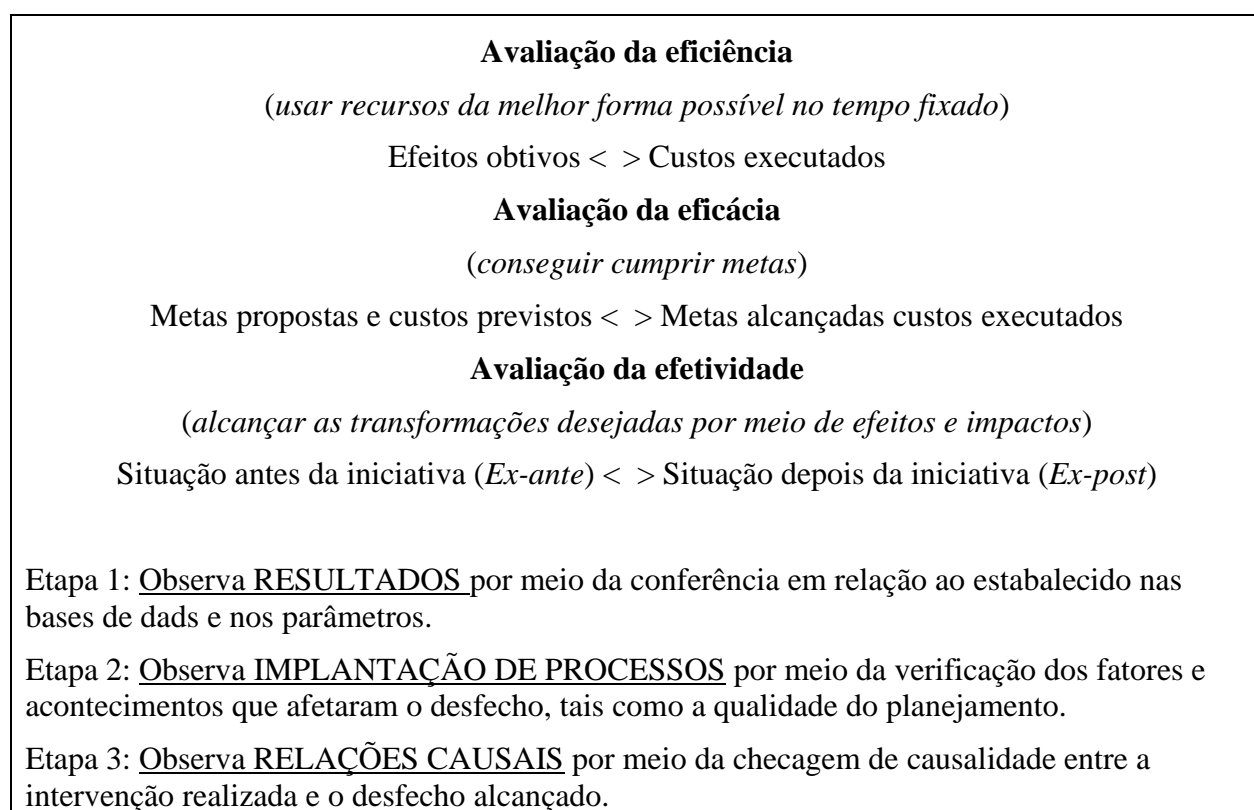 Avaliação da eficiência
(usar recursos da melhor forma possível no tempo fixado)
Efeitos obtivos < > Custos executados
Avaliação da eficácia
(conseguir cumprir metas)
Metas propostas e custos previstos < > Metas alcançadas custos executados
Avaliação da efetividade
(alcançar as transformações desejadas por meio de efeitos e impactos)
Situação antes da iniciativa (Ex-ante) < > Situação depois da iniciativa (Ex-post)
Etapa 1: Observa RESULTADOS por meio da conferência em relação ao estabalecido nas
bases de dads e nos parâmetros.
Etapa 2: Observa IMPLANTAÇÃO DE PROCESSOS por meio da verificação dos fatores e
acontecimentos que afetaram o desfecho, tais como a qualidade do planejamento.
Etapa 3: Observa RELAÇÕES CAUSAIS por meio da checagem de causalidade entre a
intervenção realizada e o desfecho alcançado.